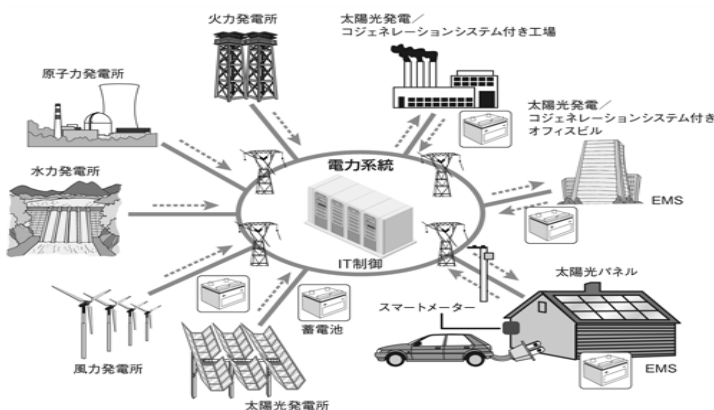 火力発電所
太陽光発電／
コジェネレーションシステム付き工場
原子力発電所
太陽光発電／
コジェネレーションシステム付き
オフィスビル
電力系統
水力発電所
EMS
IT制御
太陽光パネル
スマートメーター
蓄電池
風力発電所
EMS
太陽光発電所